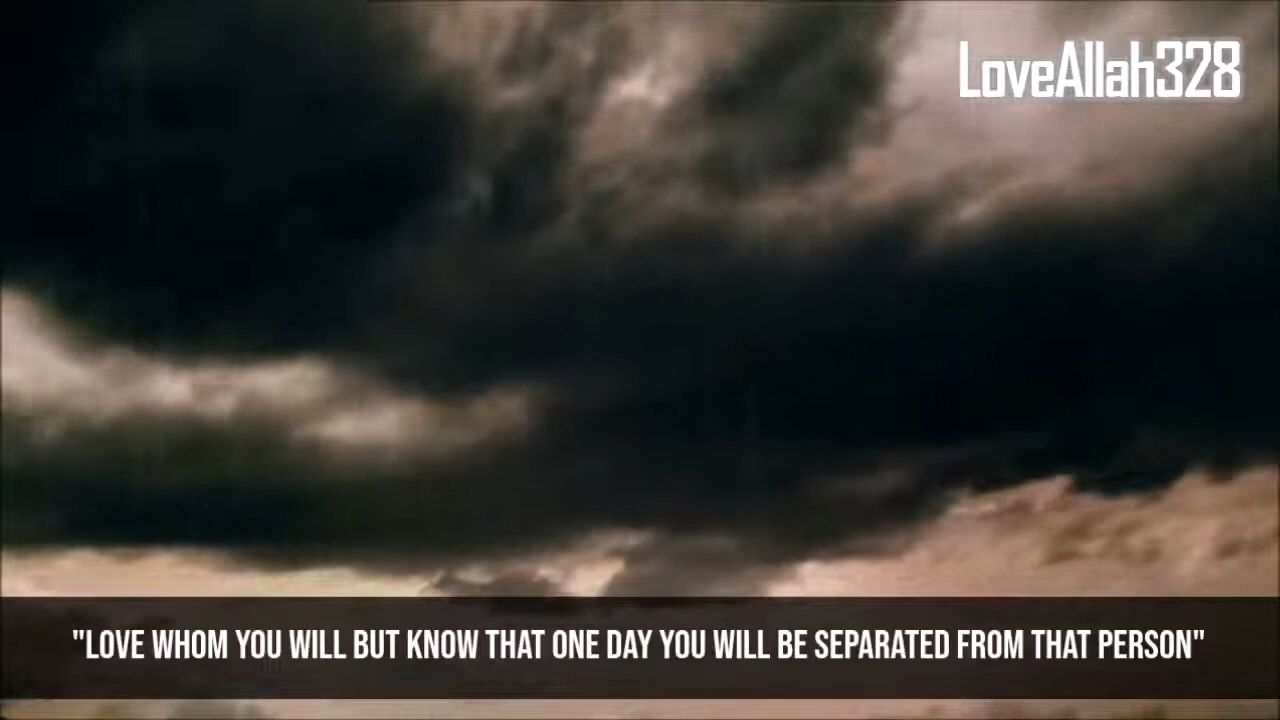 LoveAllah328
"LOVE WHOM YOU WILL BUT KNOW THAT ONE DAY YOU WILL BE SEPARATED FROM THAT PERSON"